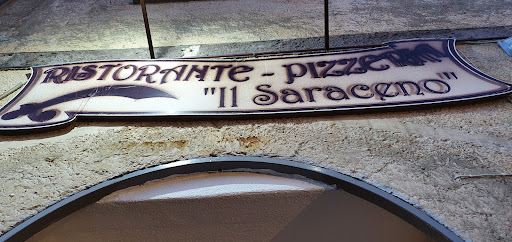 RISTORANTE - PIZZERIA
"Il Saraceno"